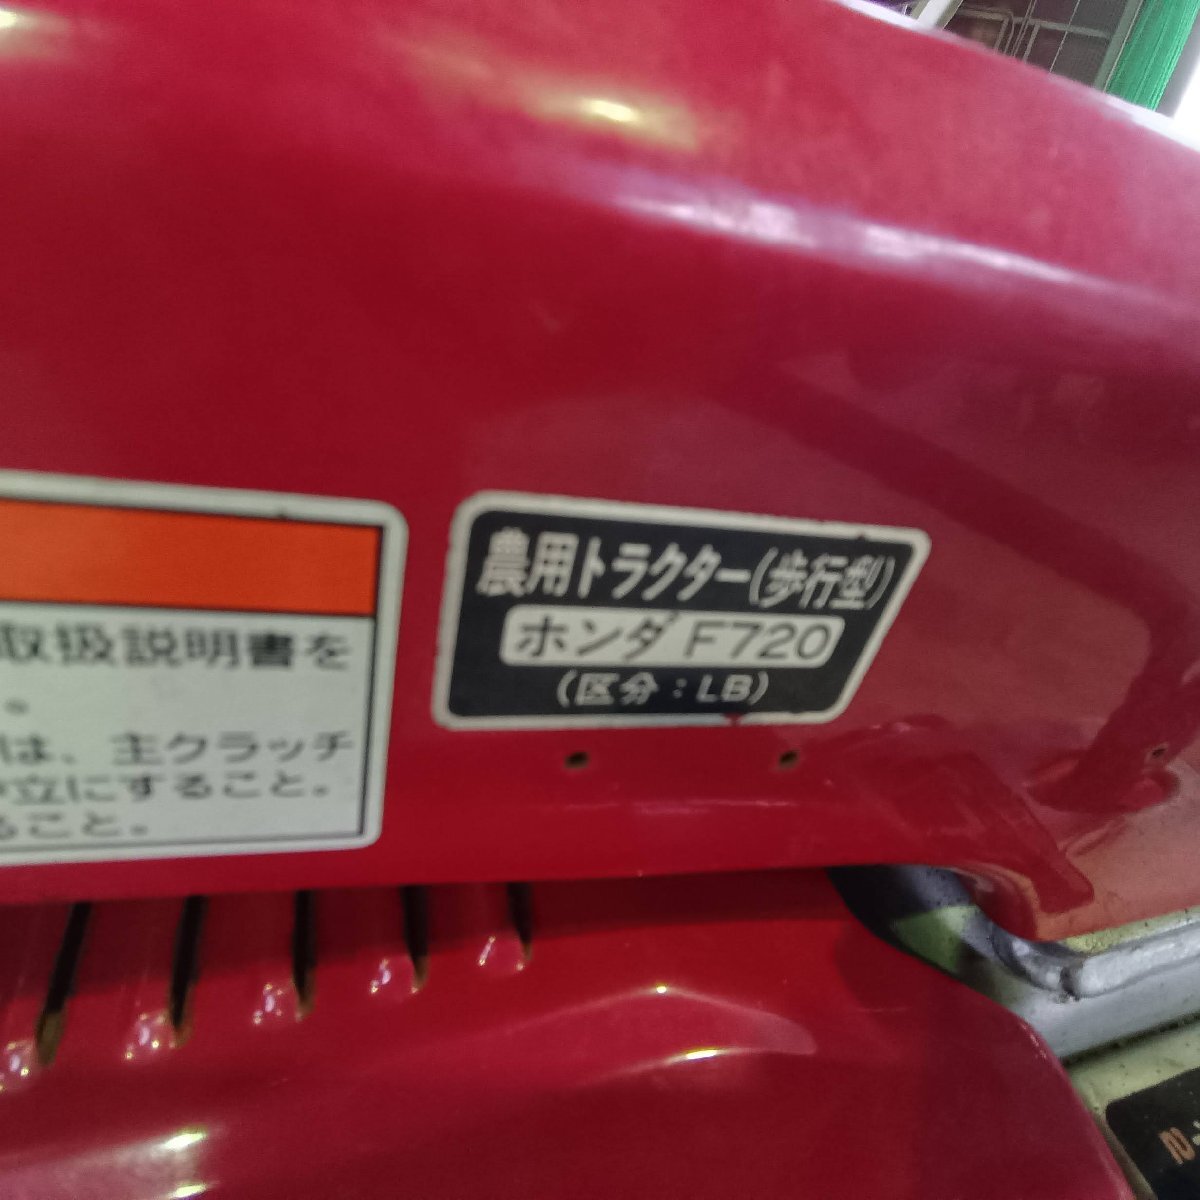 農用トラクター(歩行型)
ホンダ F720
(区分:LB)
取扱説明書を
。
は、主クラッチ
立にすること。
ること。